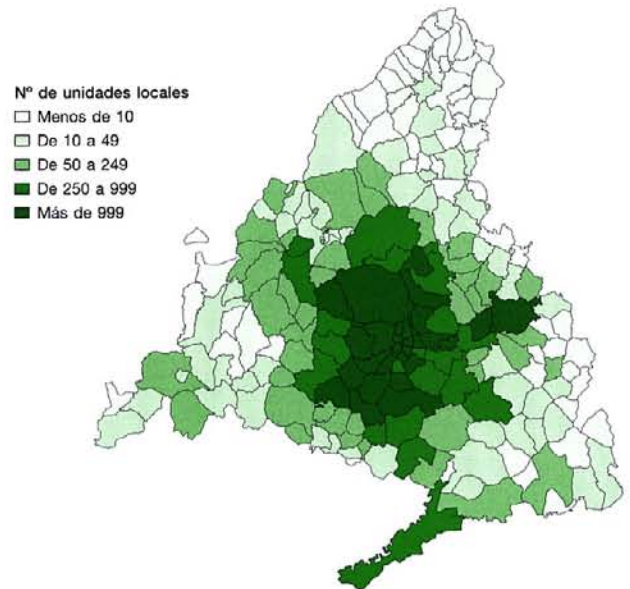 Nº de unidades locales
Menos de 10
De 10 a 49
De 50 a 249
De 250 a 999
Más de 999